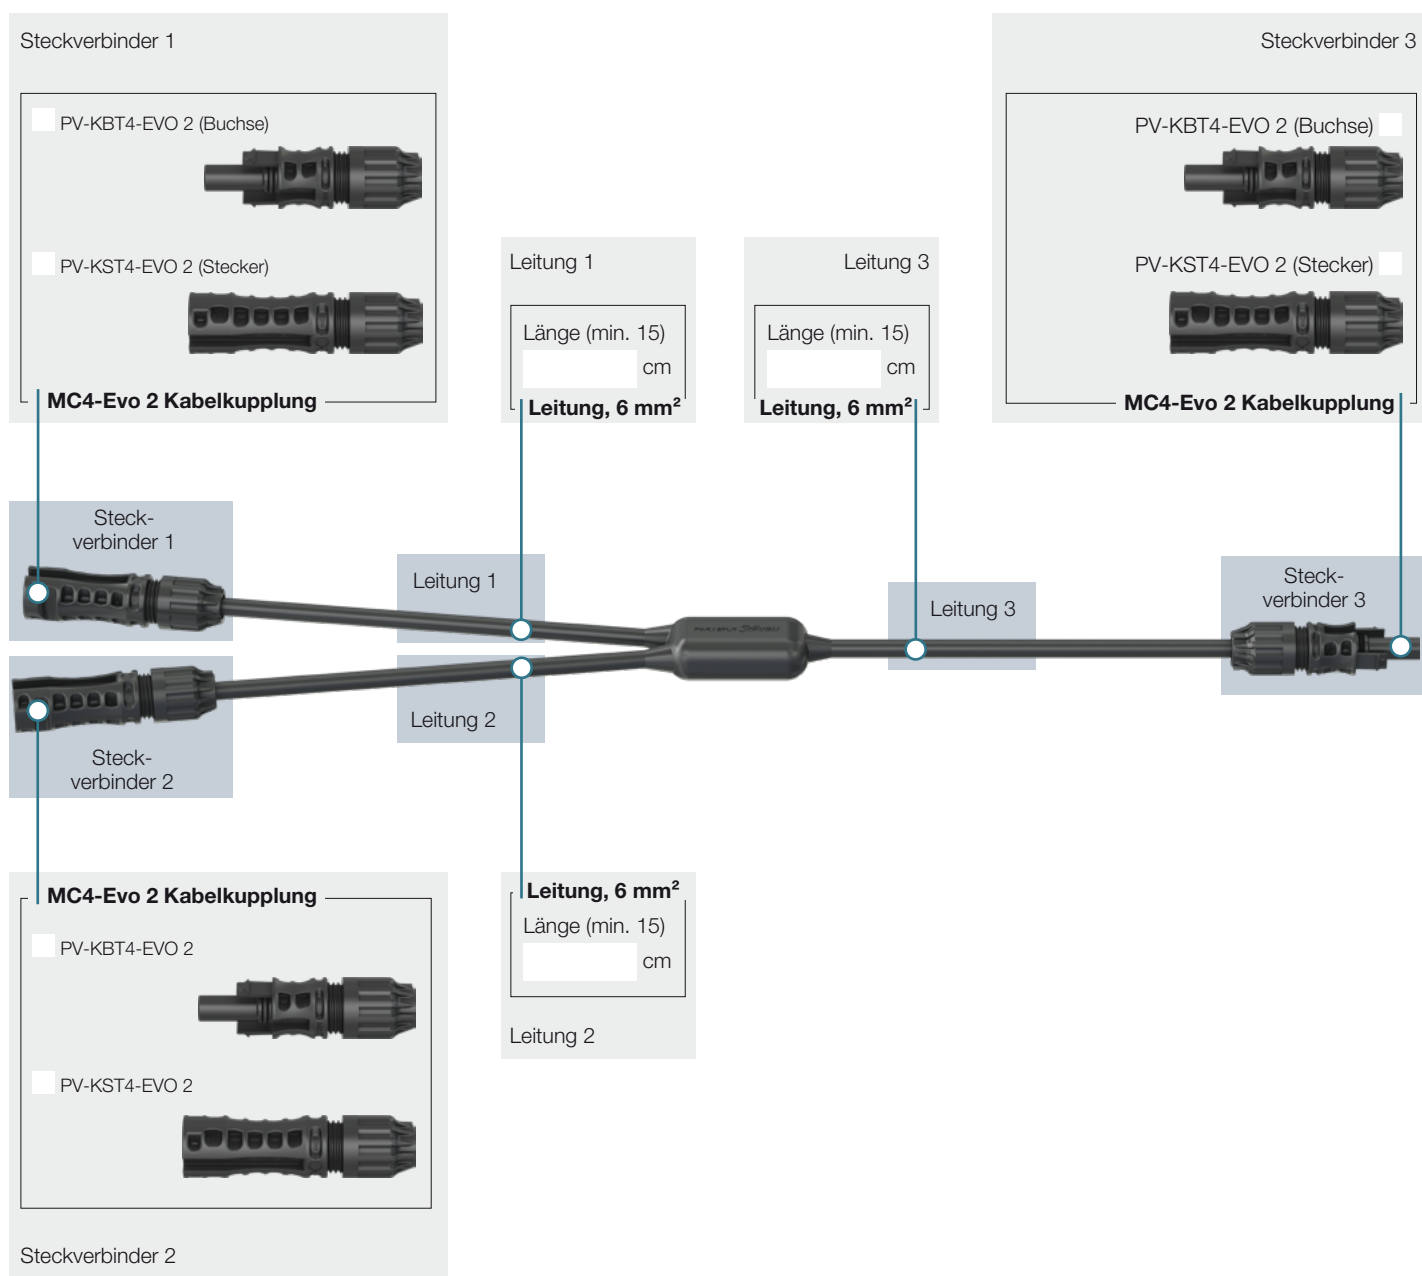 Steckverbinder 1
PV-KBT4-EVO 2 (Buchse)
PV-KST4-EVO 2 (Stecker)
MC4-Evo 2 Kabelkupplung
Leitung 1
Länge (min. 15)
cm
Leitung, 6 mm²
Leitung 3
Länge (min. 15)
cm
Leitung, 6 mm²
Steckverbinder 3
PV-KBT4-EVO 2 (Buchse)
PV-KST4-EVO 2 (Stecker)
MC4-Evo 2 Kabelkupplung
Steck-
verbinder 1
Leitung 1
Leitung 3
Steck-
verbinder 3
Leitung 2
Steck-
verbinder 2
MC4-Evo 2 Kabelkupplung
PV-KBT4-EVO 2
PV-KST4-EVO 2
Steckverbinder 2
Leitung, 6 mm²
Länge (min. 15)
cm
Leitung 2